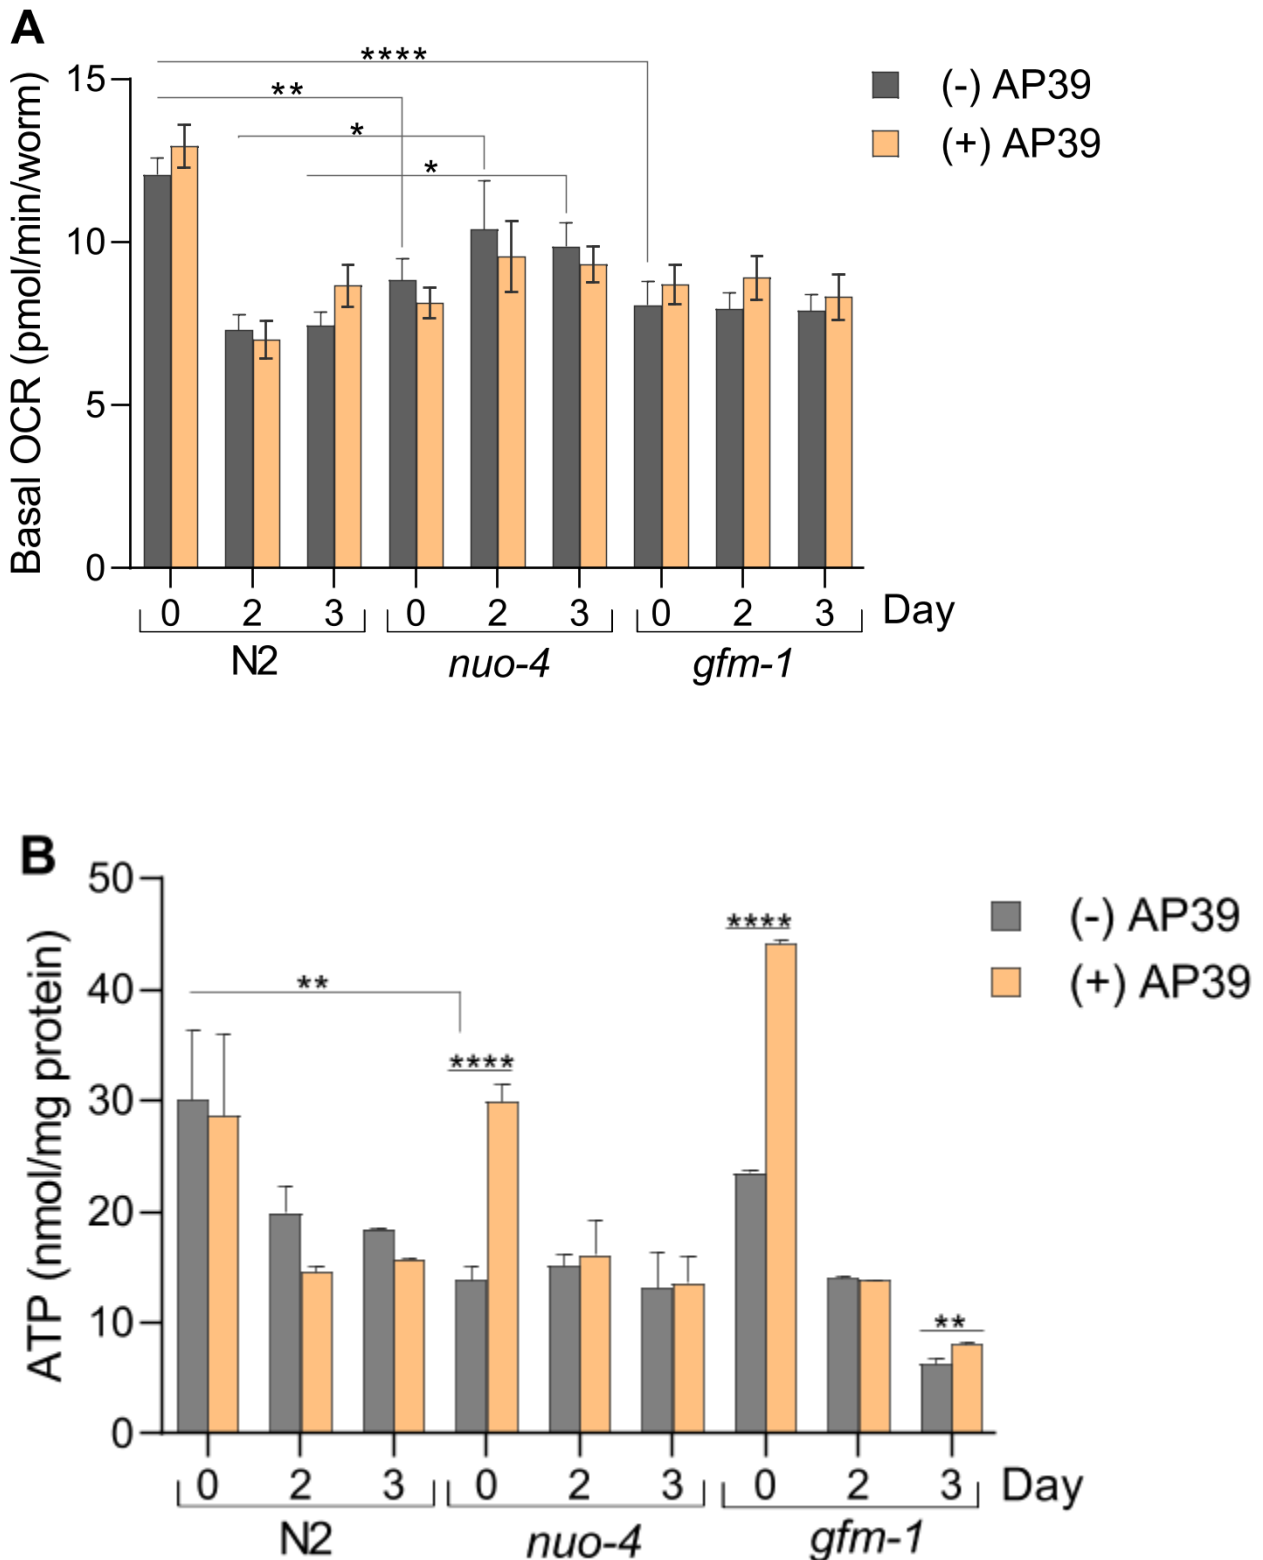 A
Basal OCR (pmol/min/worm)
15
10
5
0
****
**
*
*
(-) AP39
(+) AP39
0 2 3 0 2 3 0 2 3 Day
N2 nuo-4 gfm-1
B
ATP (nmol/mg protein)
50
40
30
20
10
0
**
****
****
**
(-) AP39
(+) AP39
0 2 3 0 2 3 0 2 3 Day
N2 nuo-4 gfm-1